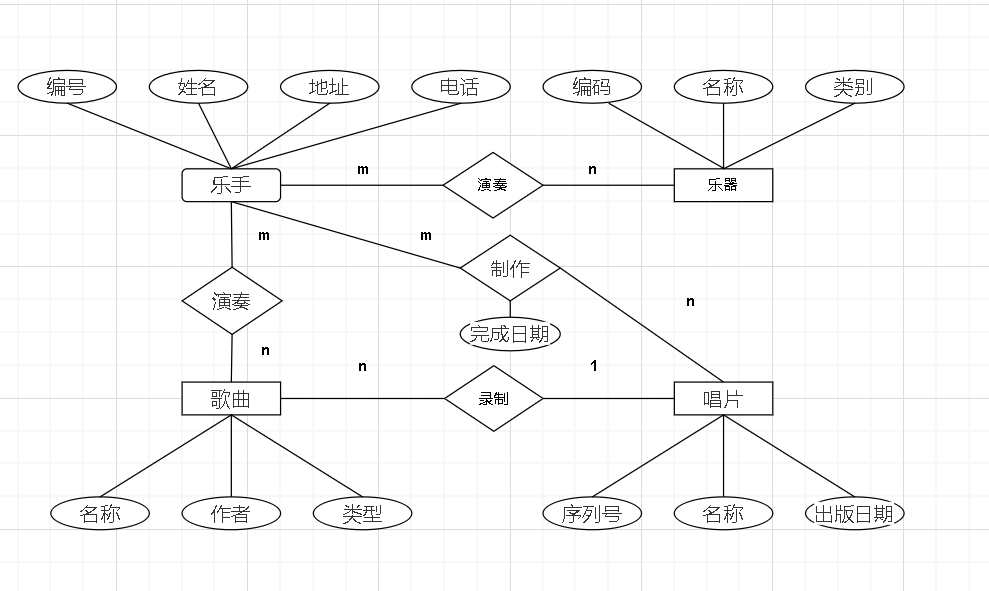 编号 姓名 地址 电话 编码 名称 类别
m n
乐手 演奏 乐器
m m
制作
演奏 n
完成日期
n
n 1
歌曲 录制 唱片
名称 作者 类型 序列号 名称 出版日期